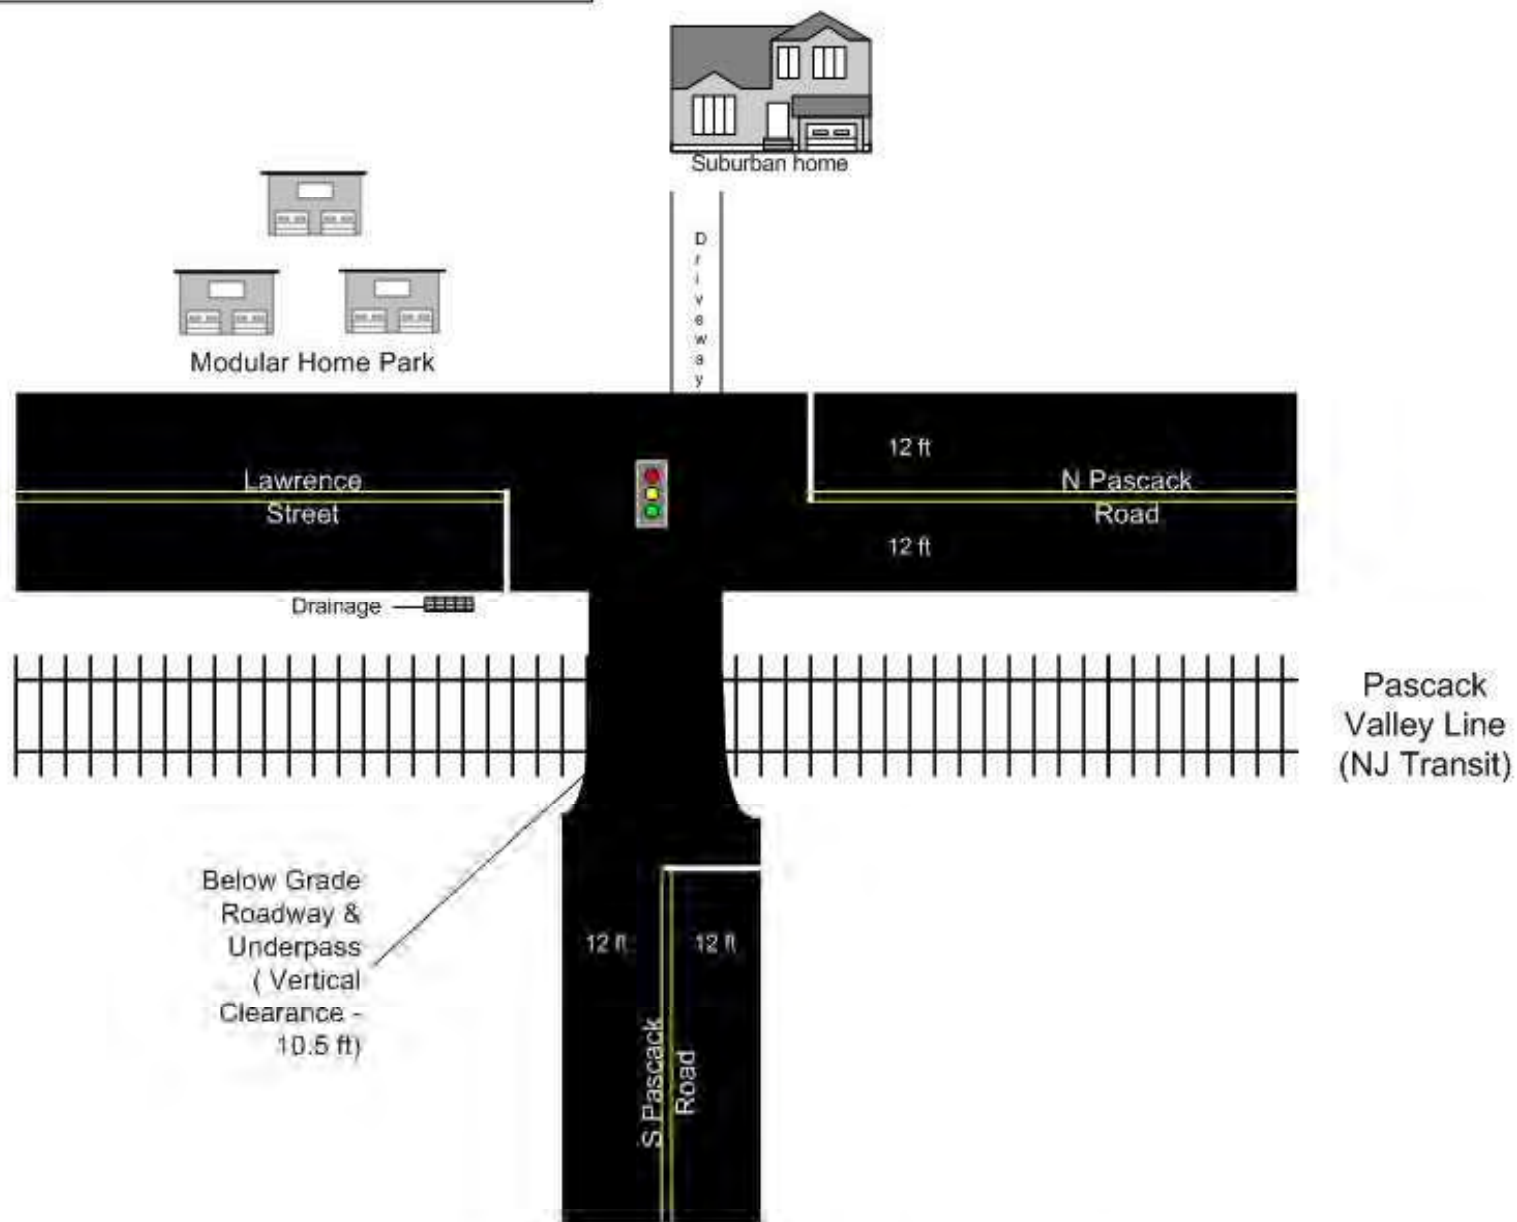 Suburban home
Driveway
Modular Home Park
12 ft
Lawrence
Street
N Pascack
Road
12 ft
Drainage
Pascack
Valley Line
(NJ Transit)
Below Grade
Roadway &
Underpass
( Vertical
Clearance -
10.5 ft)
12 ft
12 ft
S Pascack
Road